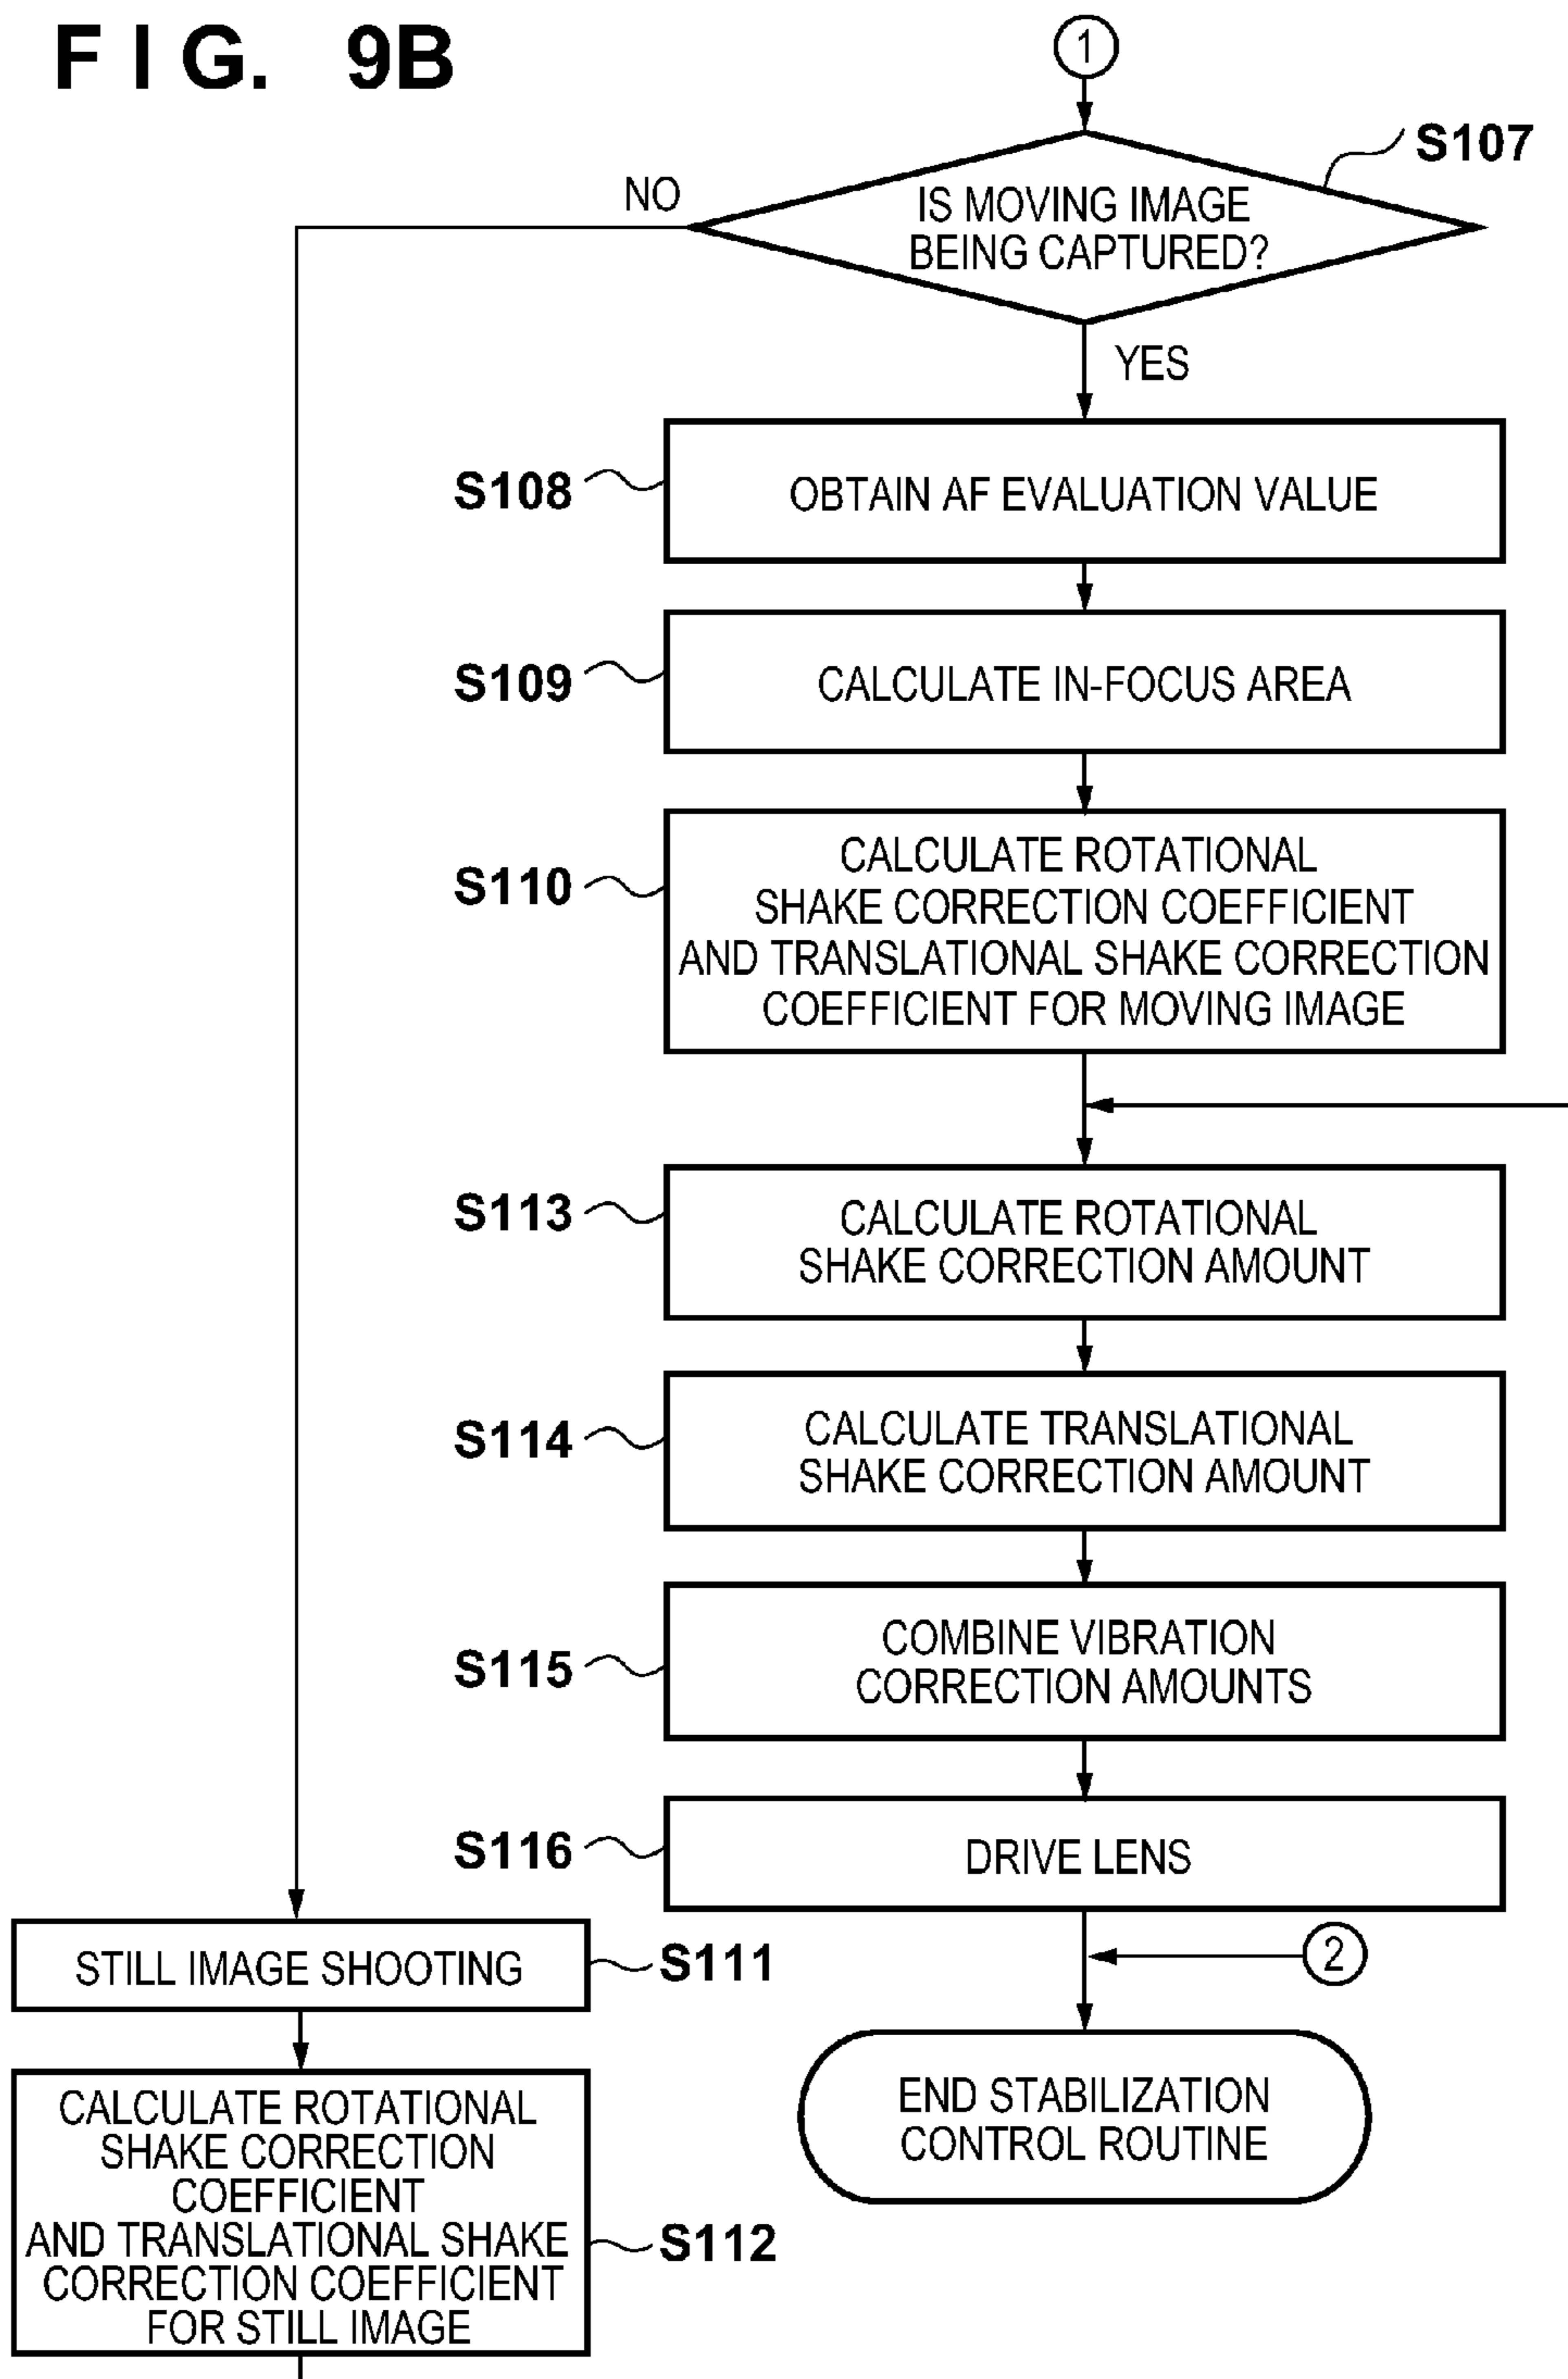 FIG. 9B
1
S107
IS MOVING IMAGE
BEING CAPTURED?
NO
YES
S108
OBTAIN AF EVALUATION VALUE
S109
CALCULATE IN-FOCUS AREA
S110
CALCULATE ROTATIONAL
SHAKE CORRECTION COEFFICIENT
AND TRANSLATIONAL SHAKE CORRECTION
COEFFICIENT FOR MOVING IMAGE
S113
CALCULATE ROTATIONAL
SHAKE CORRECTION AMOUNT
S114
CALCULATE TRANSLATIONAL
SHAKE CORRECTION AMOUNT
S115
COMBINE VIBRATION
CORRECTION AMOUNTS
S116
DRIVE LENS
2
END STABILIZATION
CONTROL ROUTINE
STILL IMAGE SHOOTING
S111
CALCULATE ROTATIONAL
SHAKE CORRECTION
COEFFICIENT
AND TRANSLATIONAL SHAKE
CORRECTION COEFFICIENT
FOR STILL IMAGE
S112